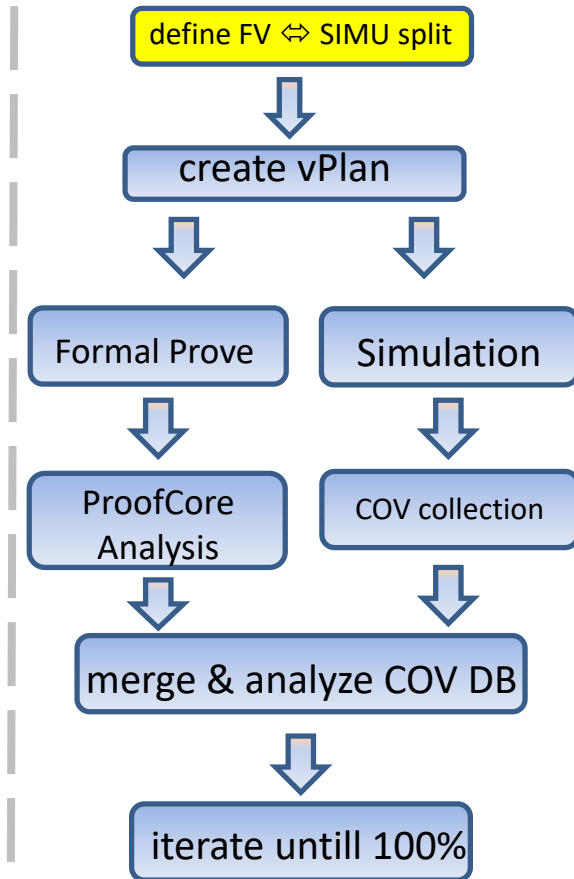 define FV ⬄ SIMU split
create vPlan
Formal Prove
Simulation
ProofCore
Analysis
COV collection
merge & analyze COV DB
iterate untill 100%